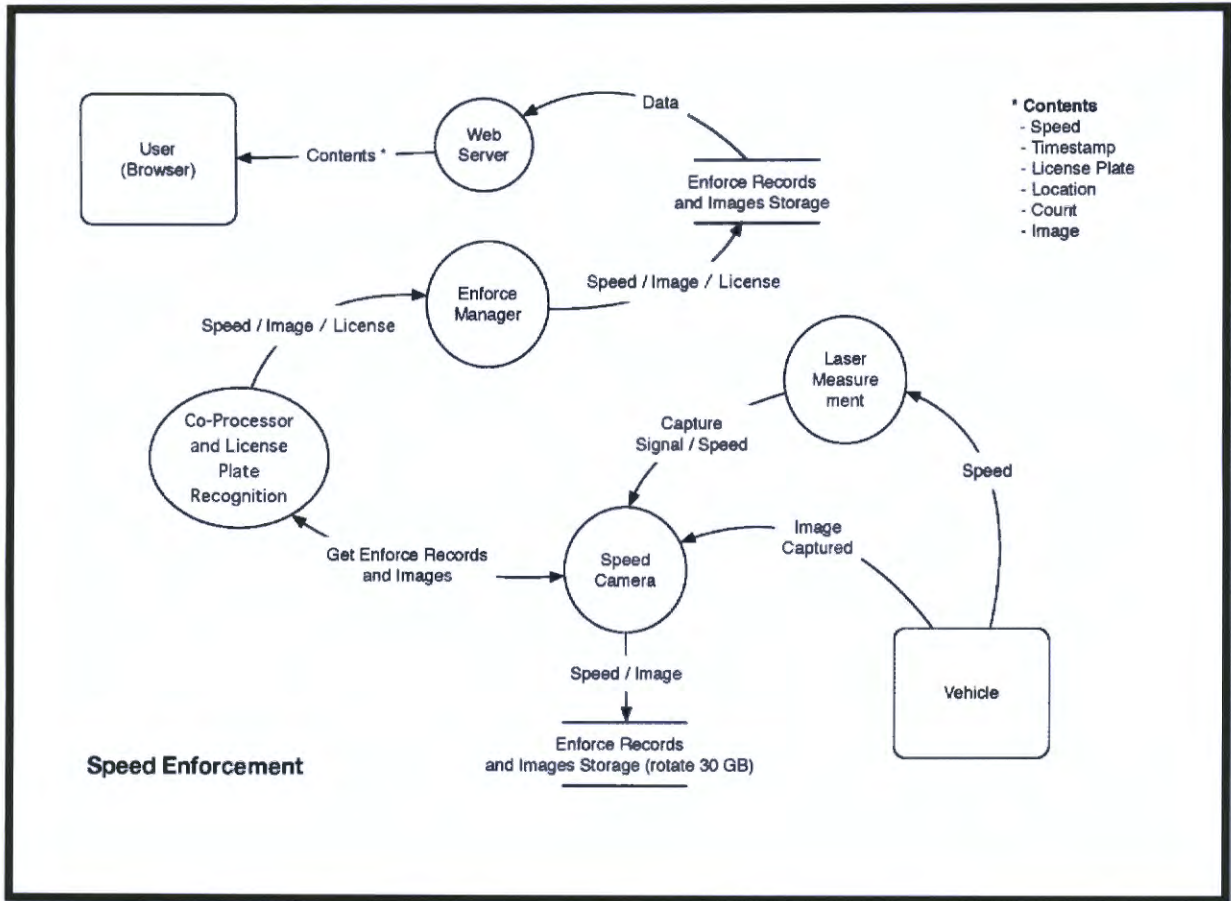 Data
* Contents
- Speed
- Timestamp
- License Plate
- Location
- Count
- Image
User
(Browser)
Contents *
Web
Server
Enforce Records
and Images Storage
Enforce
Manager
Speed / Image / License
Speed / Image / License
Laser
Measure
ment
Co-Processor
and License
Plate
Recognition
Capture
Signal / Speed
Speed
Image
Captured
Get Enforce Records
and Images
Speed
Camera
Speed / Image
Vehicle
Enforce Records
and Images Storage (rotate 30 GB)
Speed Enforcement